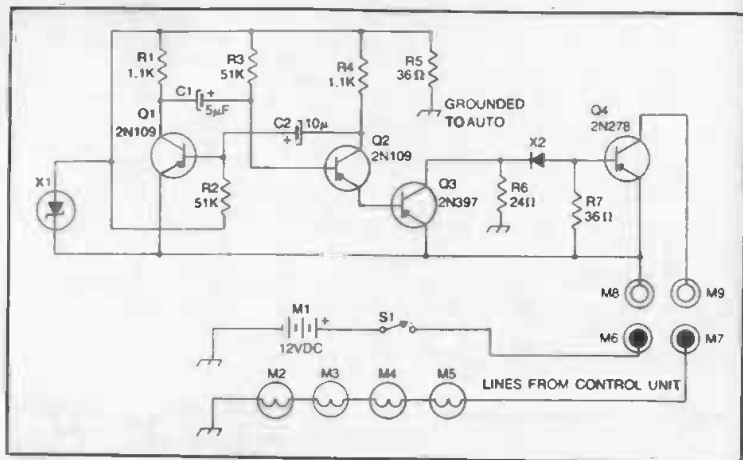 R1
1.1K
R3
51K
R4
1.1K
R5
36Ω
C1
+
5µF
GROUNDED
TO AUTO
Q1
2N109
C2
10µ
+
Q2
2N109
Q4
2N278
X2
X1
R2
51K
Q3
2N397
R6
24Ω
R7
36Ω
M8
M9
M1
+
12VDC
S1
M6
M7
M2
M3
M4
M5
LINES FROM CONTROL UNIT